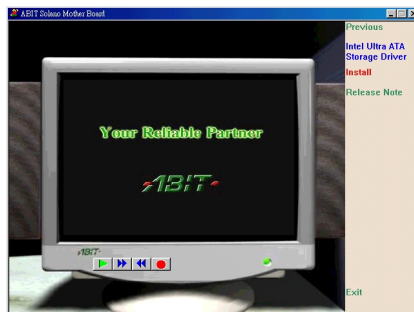 ABIT Solano Mother Board
Previous
Intel Ultra ATA
Storage Driver
Install
Release Note
Your Reliable Partner
ABIT
ABIT
Exit